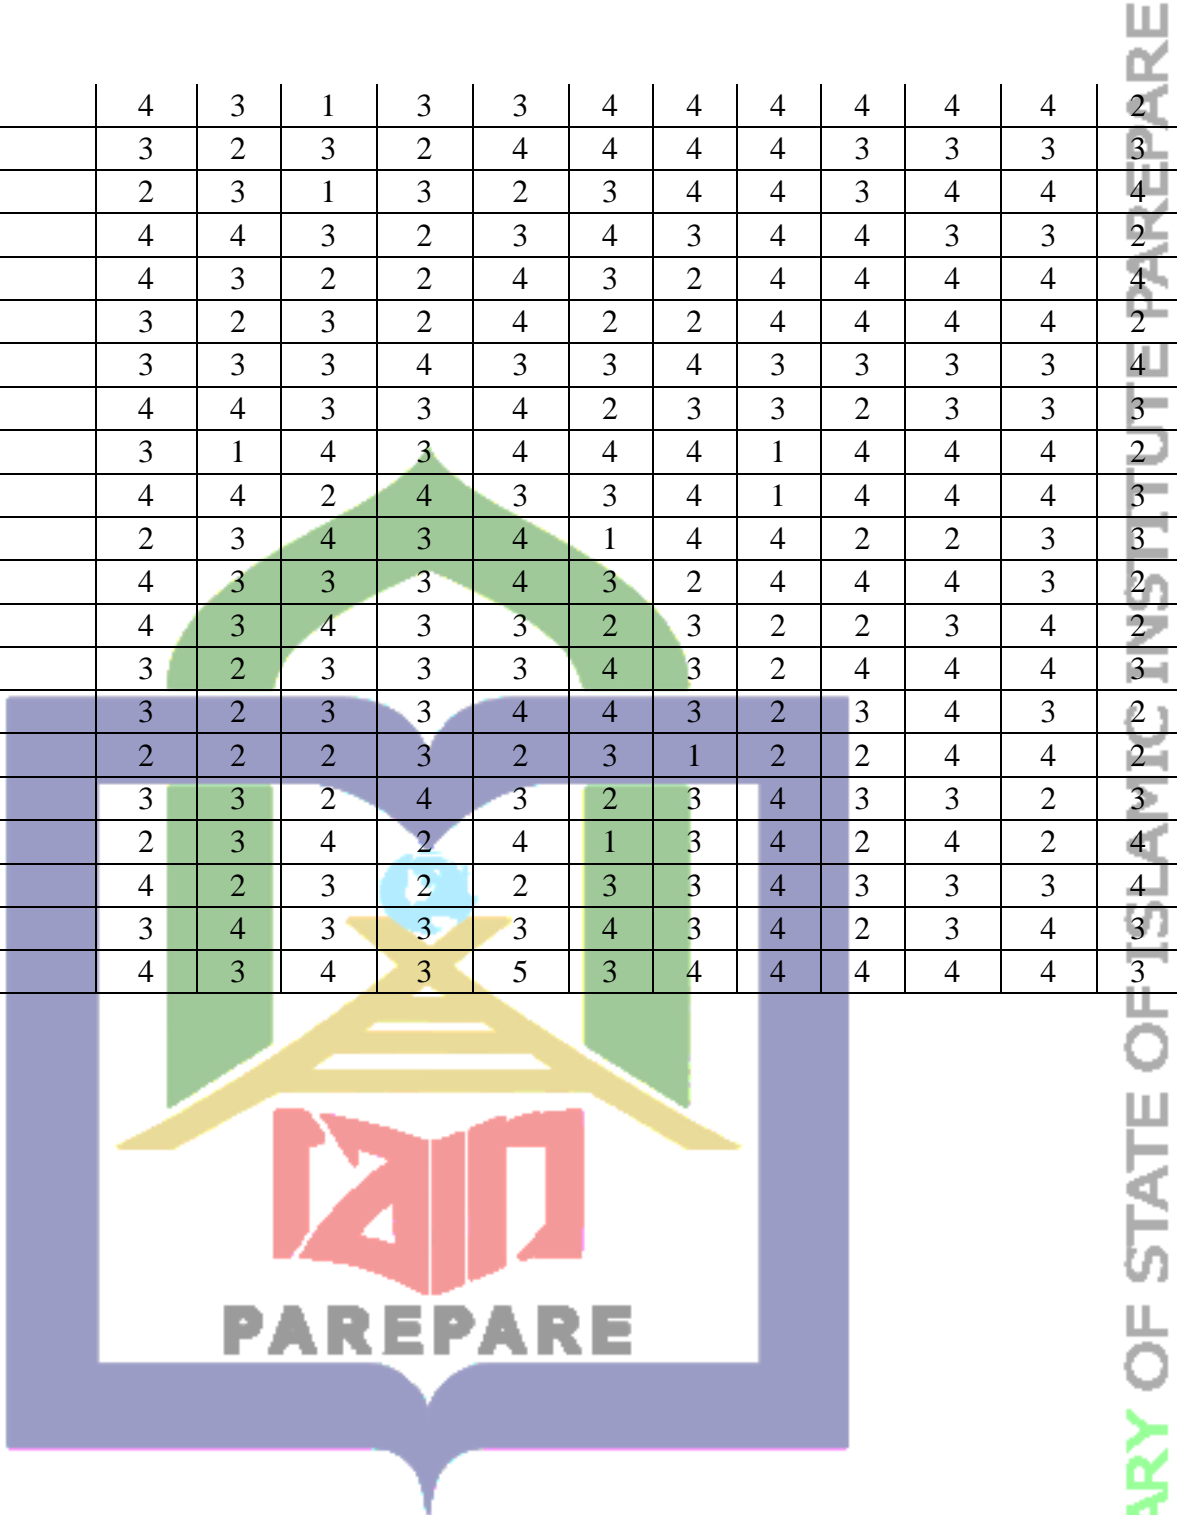 4 3 1 3 3 4 4 4 4 4 4 2
3 2 3 2 4 4 4 4 3 3 3 3
2 3 1 3 2 3 4 4 3 4 4 4
4 4 3 2 3 4 3 4 4 3 3 2
4 3 2 2 4 3 2 4 4 4 4 4
3 2 3 2 4 2 2 4 4 4 4 2
3 3 3 4 3 3 4 3 3 3 3 4
4 4 3 3 4 2 3 3 2 3 3 3
3 1 4 3 4 4 4 1 4 4 4 2
4 4 2 4 3 3 4 1 4 4 4 3
2 3 4 3 4 1 4 4 2 2 3 3
4 3 3 3 4 3 2 4 4 4 3 2
4 3 4 3 3 2 3 2 2 3 4 2
3 2 3 3 3 4 3 2 4 4 4 3
3 2 3 3 4 4 3 2 3 4 3 2
2 2 2 3 2 3 1 2 2 4 4 2
3 3 2 4 3 2 3 4 3 3 2 3
2 3 4 2 4 1 3 4 2 4 2 4
4 2 3 2 2 3 3 4 3 3 3 4
3 4 3 3 3 4 3 4 2 3 4 3
4 3 4 3 5 3 4 4 4 4 4 3
iain
PAREPARE
ARY OF STATE OF ISLAMIC INSTITUTE PAREPARE